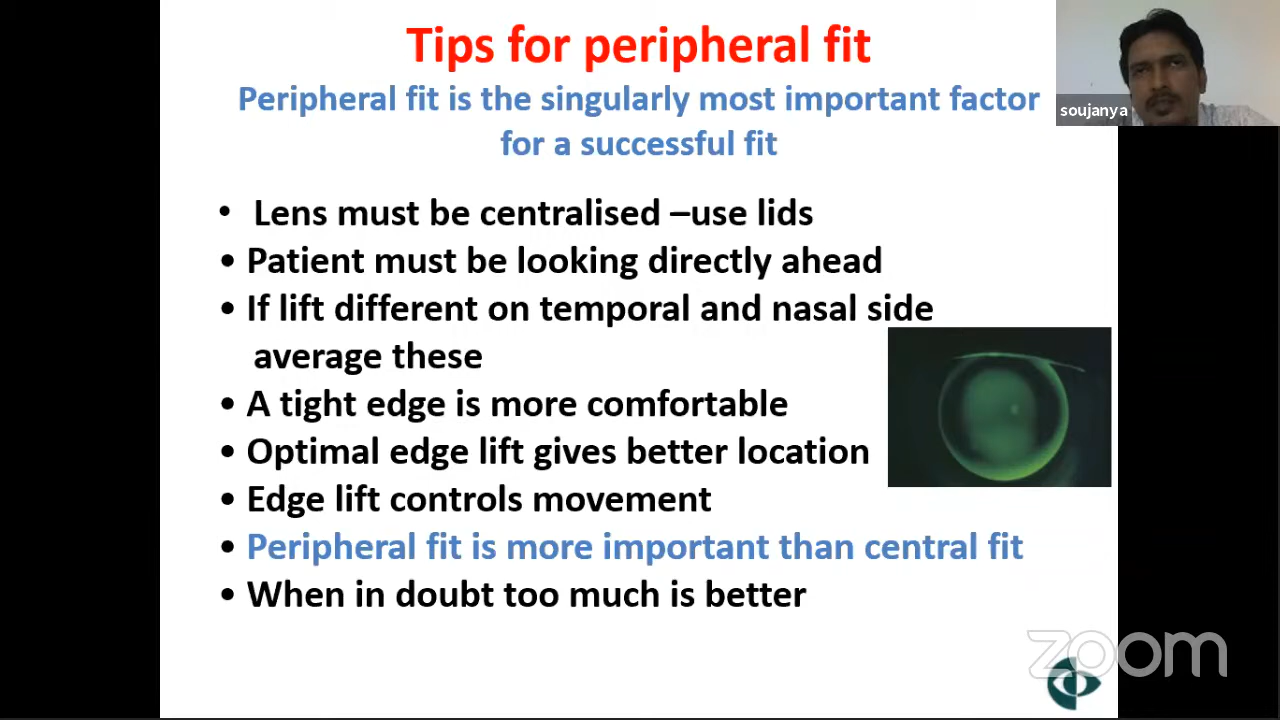 Tips for peripheral fit
Peripheral fit is the singularly most important factor
for a successful fit
soujanya
• Lens must be centralised –use lids
• Patient must be looking directly ahead
• If lift different on temporal and nasal side
average these
• A tight edge is more comfortable
• Optimal edge lift gives better location
• Edge lift controls movement
• Peripheral fit is more important than central fit
• When in doubt too much is better
zoom